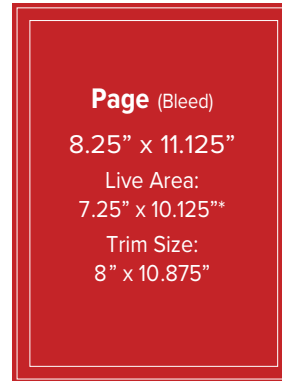 Page (Bleed)
8.25” x 11.125”
Live Area:
7.25” x 10.125”*
Trim Size:
8” x 10.875”